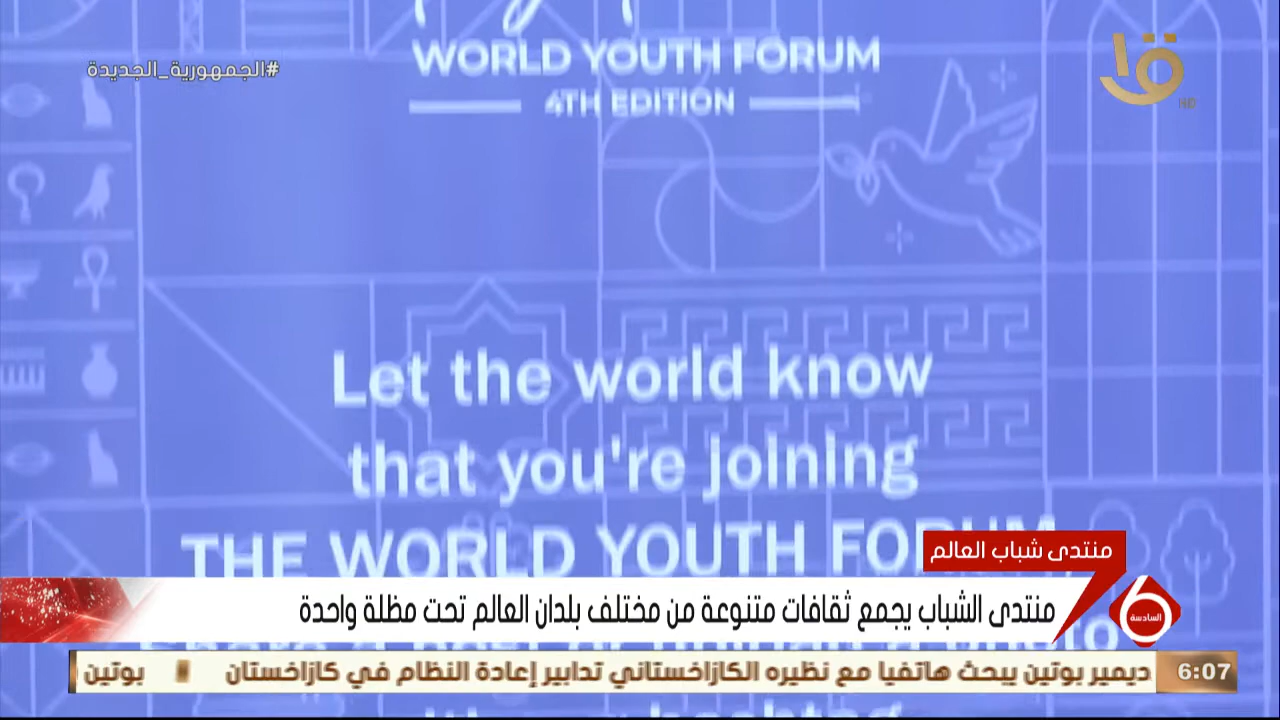 WORLD YOUTH FORUM
4TH EDITION
#الجمهورية_الجديدة
HD
Let the world know
that you're joining
THE WORLD YOUTH FORUM,
منتدى شباب العالم
منتدى الشباب يجمع ثقافات متنوعة من مختلف بلدان العالم تحت مظلة واحدة
6 السادسة
ديمير بوتين يبحث هاتفيا مع نظيره الكازاخستاني تدابير إعادة النظام في كازاخستان
بوتين
6:07